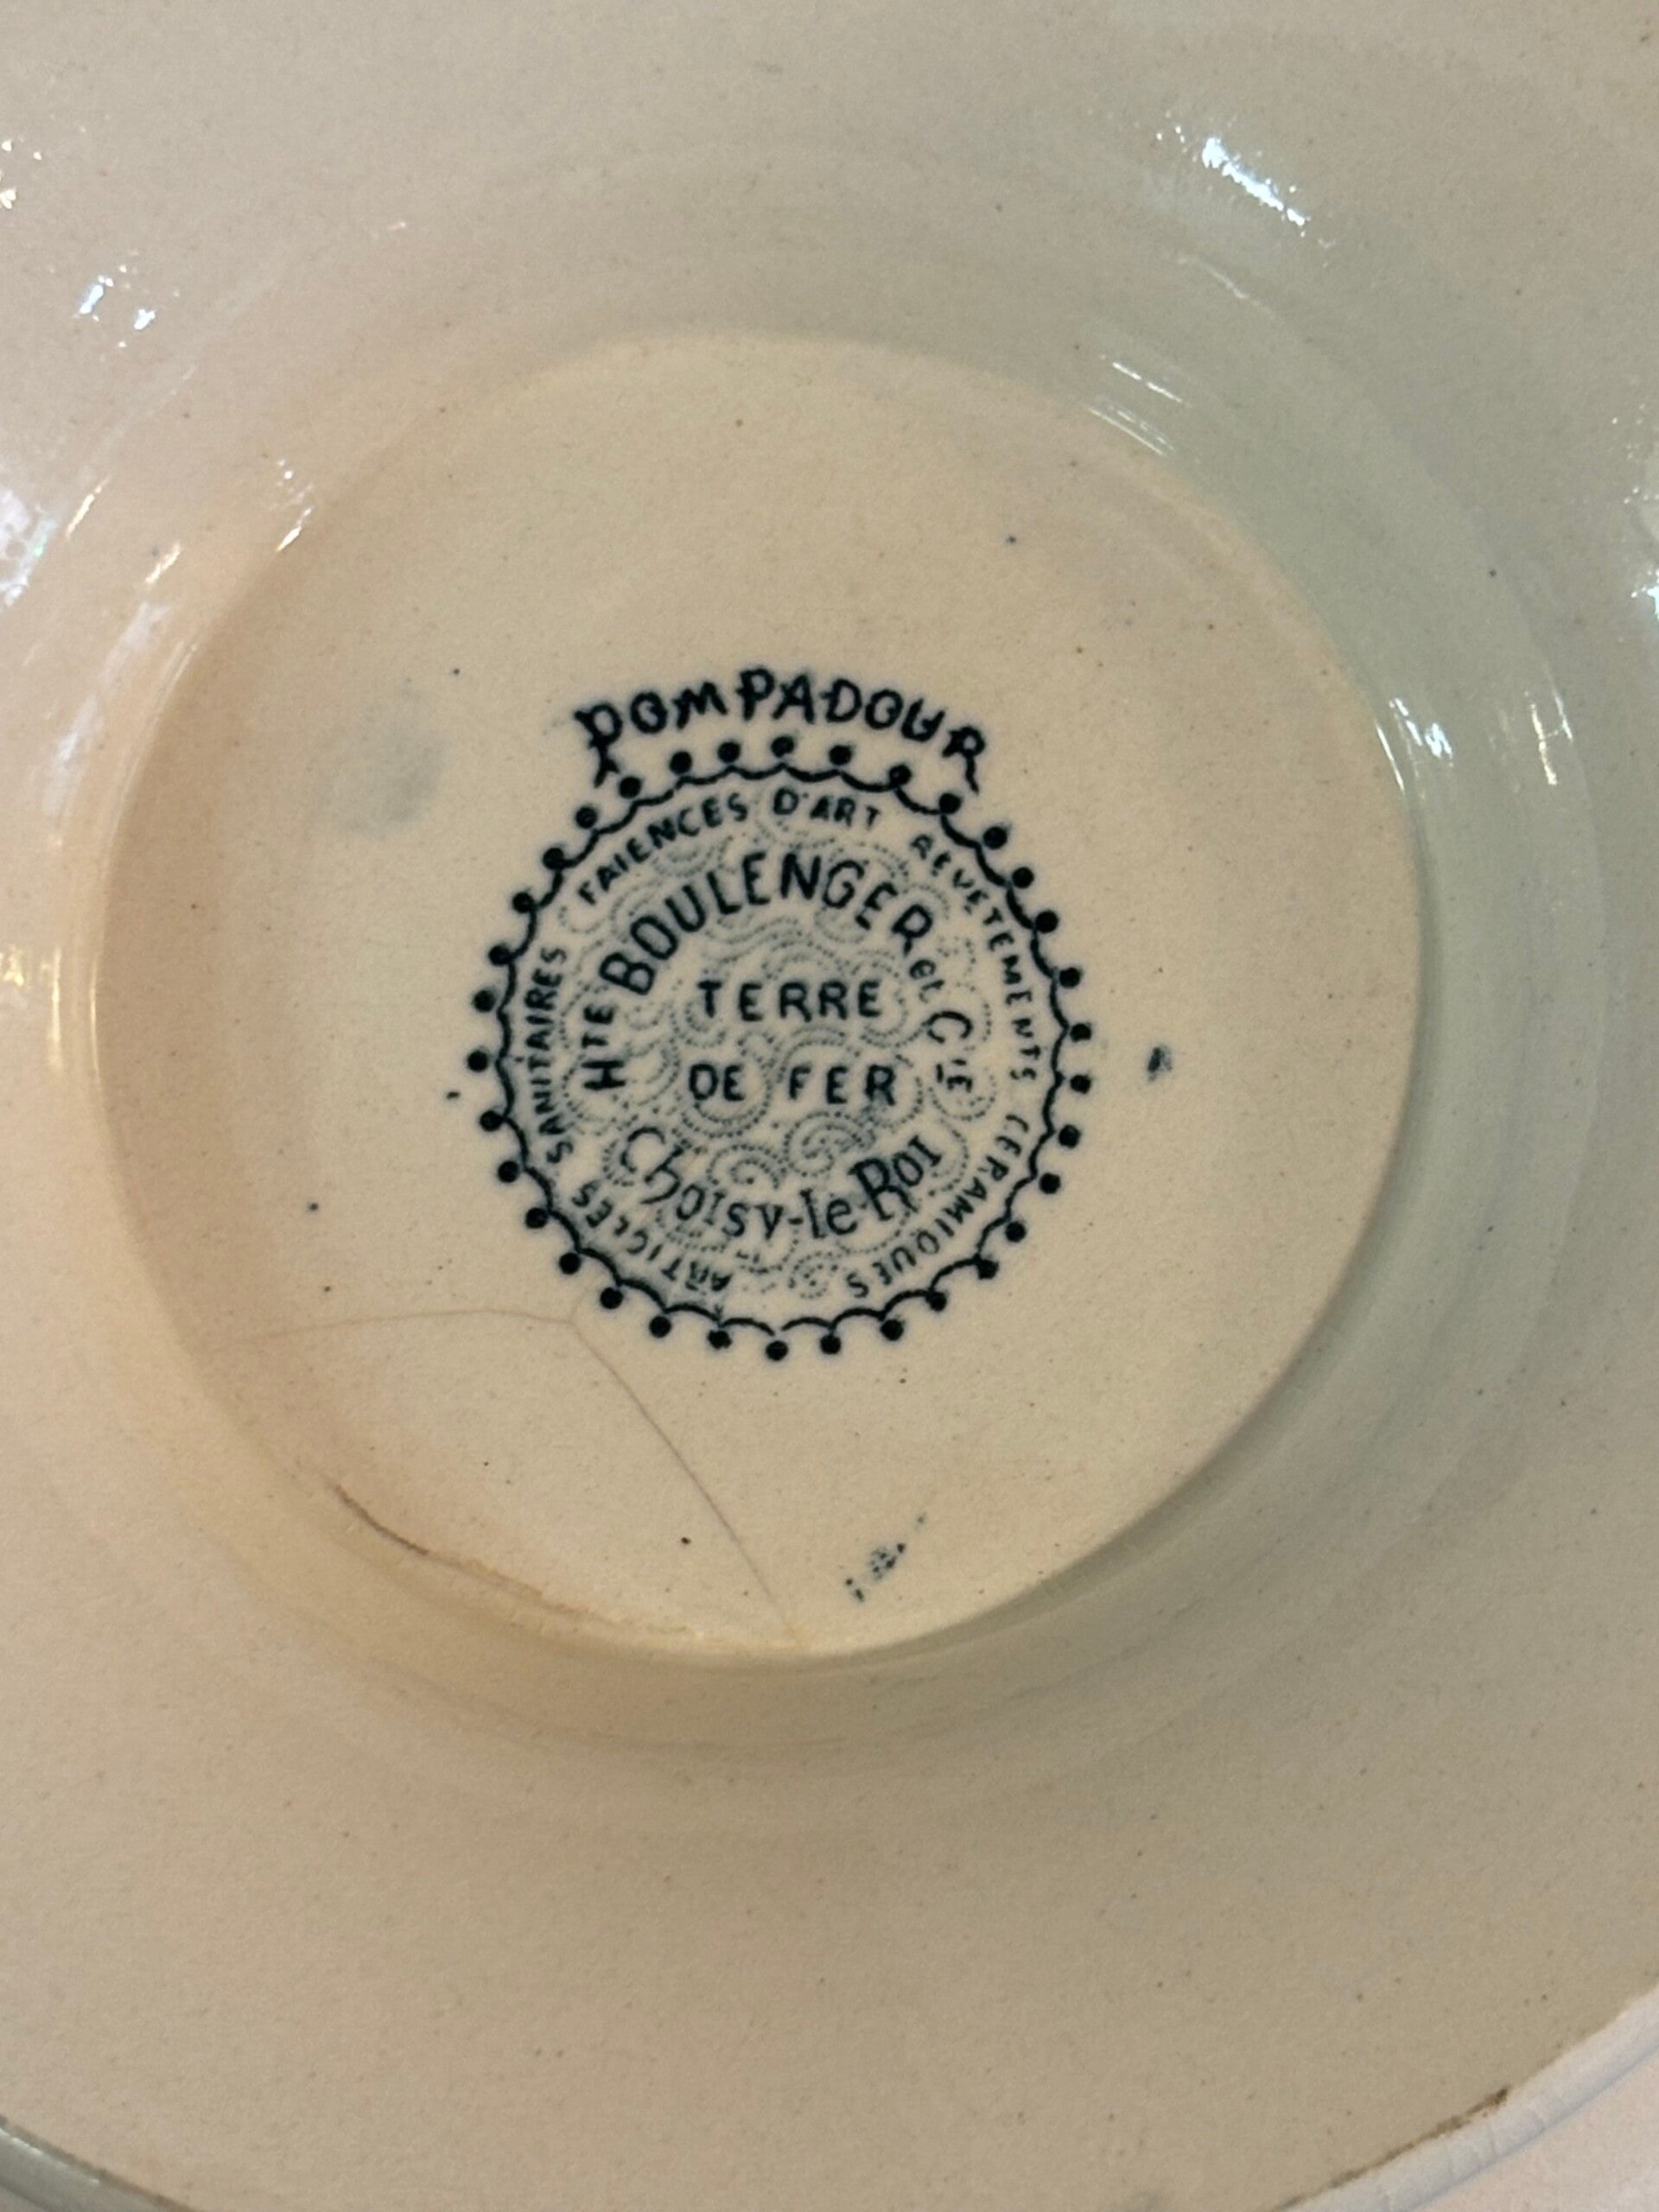 POMPADOUR
FAIENCES D'ART REVETEMENTS CERAMIQUES ARTICLES SANITAIRES
HTE BOULENGER et CIE
TERRE
DE FER
Choisy-le-Roi